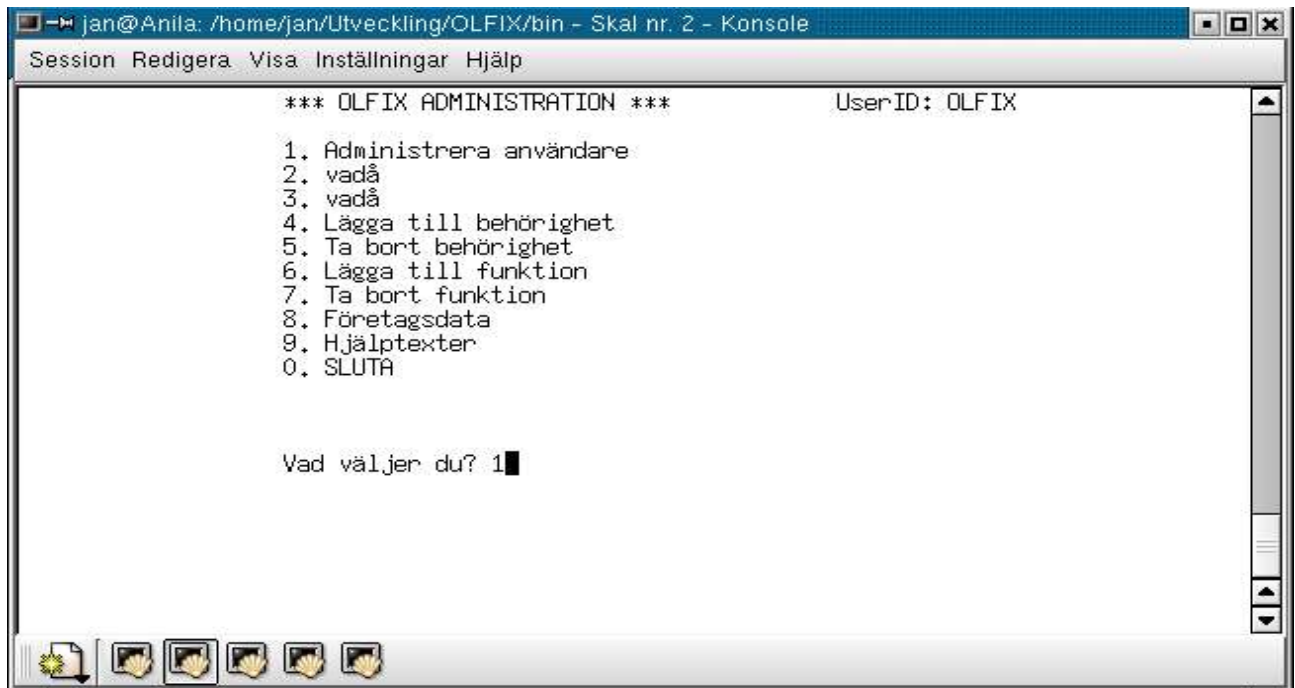 jan@Anila: /home/jan/Utveckling/OLFIX/bin - Skal nr. 2 - Konsole
Session Redigera Visa Inställningar Hjälp
*** OLFIX ADMINISTRATION *** UserID: OLFIX
1. Administrera användare
2. vadå
3. vadå
4. Lägga till behörighet
5. Ta bort behörighet
6. Lägga till funktion
7. Ta bort funktion
8. Företagsdata
9. Hjälptexter
0. SLUTA
Vad väljer du? 1